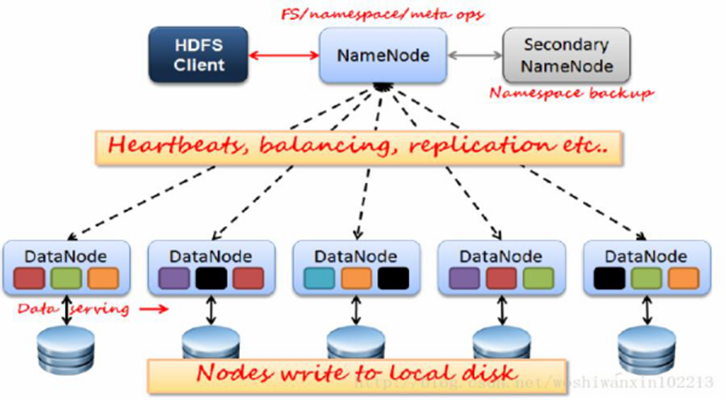 FS/namespace/meta ops
HDFS
Client
NameNode
Secondary
NameNode
Namespace backup
Heartbeats, balancing, replication etc..
DataNode
DataNode
DataNode
DataNode
DataNode
Data serving
Nodes write to local disk
http://blog.csdn.net/woshiwanxin102213